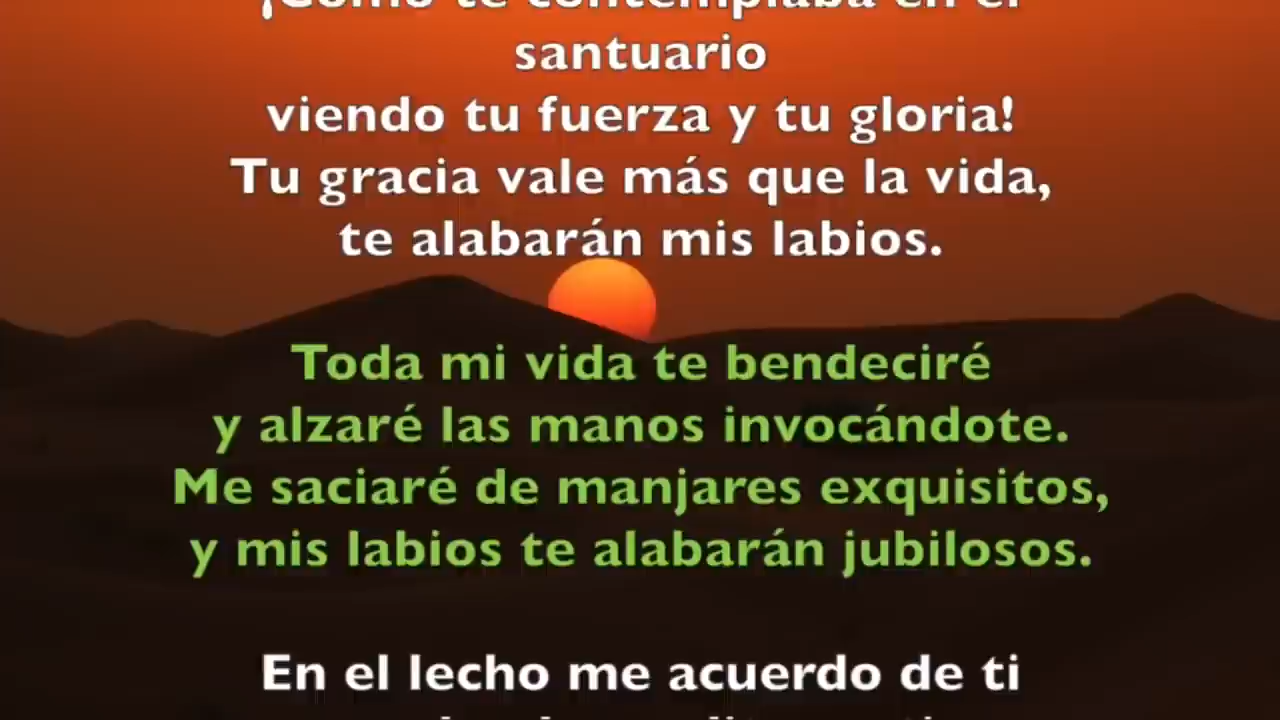 ¡Cómo te contemplaba en el
santuario
viendo tu fuerza y tu gloria!
Tu gracia vale más que la vida,
te alabarán mis labios.
Toda mi vida te bendeciré
y alzaré las manos invocándote.
Me saciaré de manjares exquisitos,
y mis labios te alabarán jubilosos.
En el lecho me acuerdo de ti